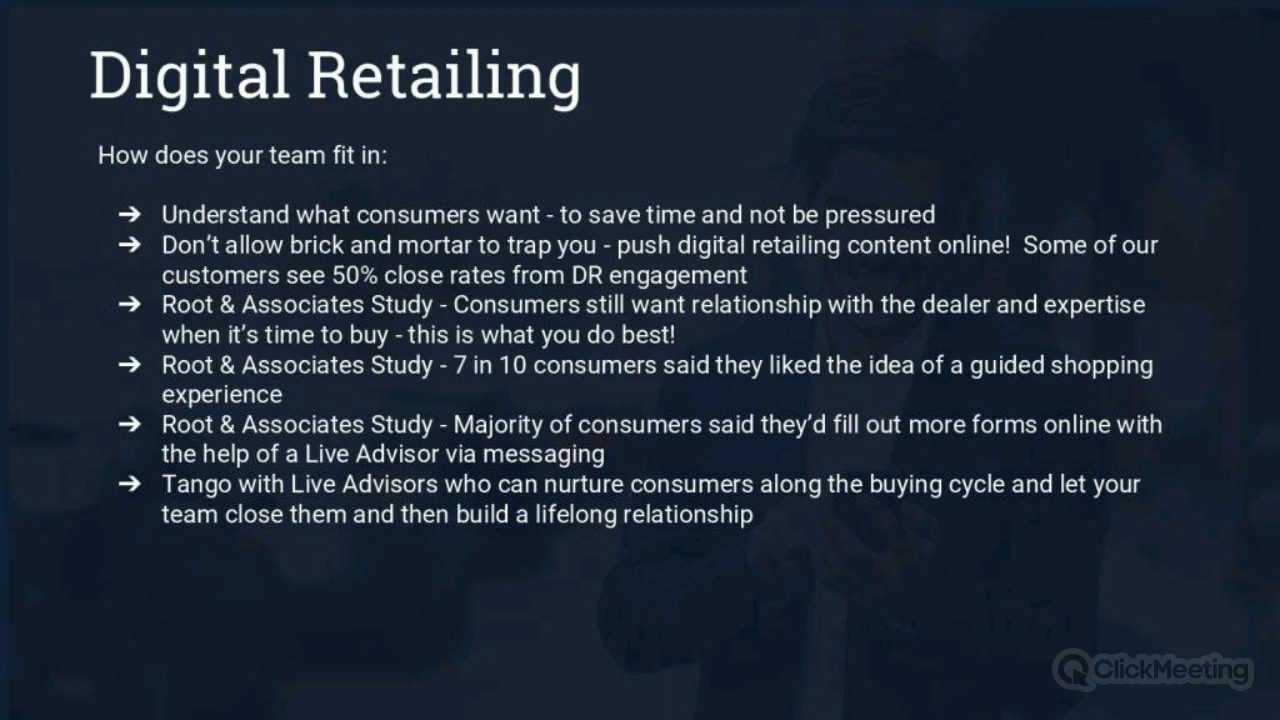 Digital Retailing
How does your team fit in:
➔ Understand what consumers want - to save time and not be pressured
➔ Don’t allow brick and mortar to trap you - push digital retailing content online!  Some of our
customers see 50% close rates from DR engagement
➔ Root & Associates Study - Consumers still want relationship with the dealer and expertise
when it’s time to buy - this is what you do best!
➔ Root & Associates Study - 7 in 10 consumers said they liked the idea of a guided shopping
experience
➔ Root & Associates Study - Majority of consumers said they’d fill out more forms online with
the help of a Live Advisor via messaging
➔ Tango with Live Advisors who can nurture consumers along the buying cycle and let your
team close them and then build a lifelong relationship
ClickMeeting